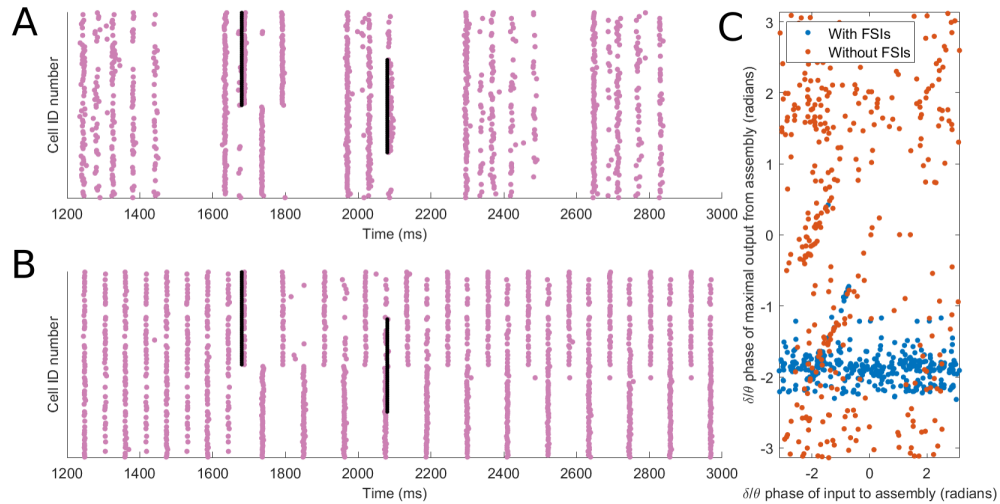 A
Cell ID number
1200 1400 1600 1800 2000 2200 2400 2600 2800 3000
Time (ms)
B
Cell ID number
1200 1400 1600 1800 2000 2200 2400 2600 2800 3000
Time (ms)
C
With FSIs
Without FSIs
3
2
1
0
-1
-2
-3
δ/θ phase of maximal output from assembly (radians)
-2 0 2
δ/θ phase of input to assembly (radians)